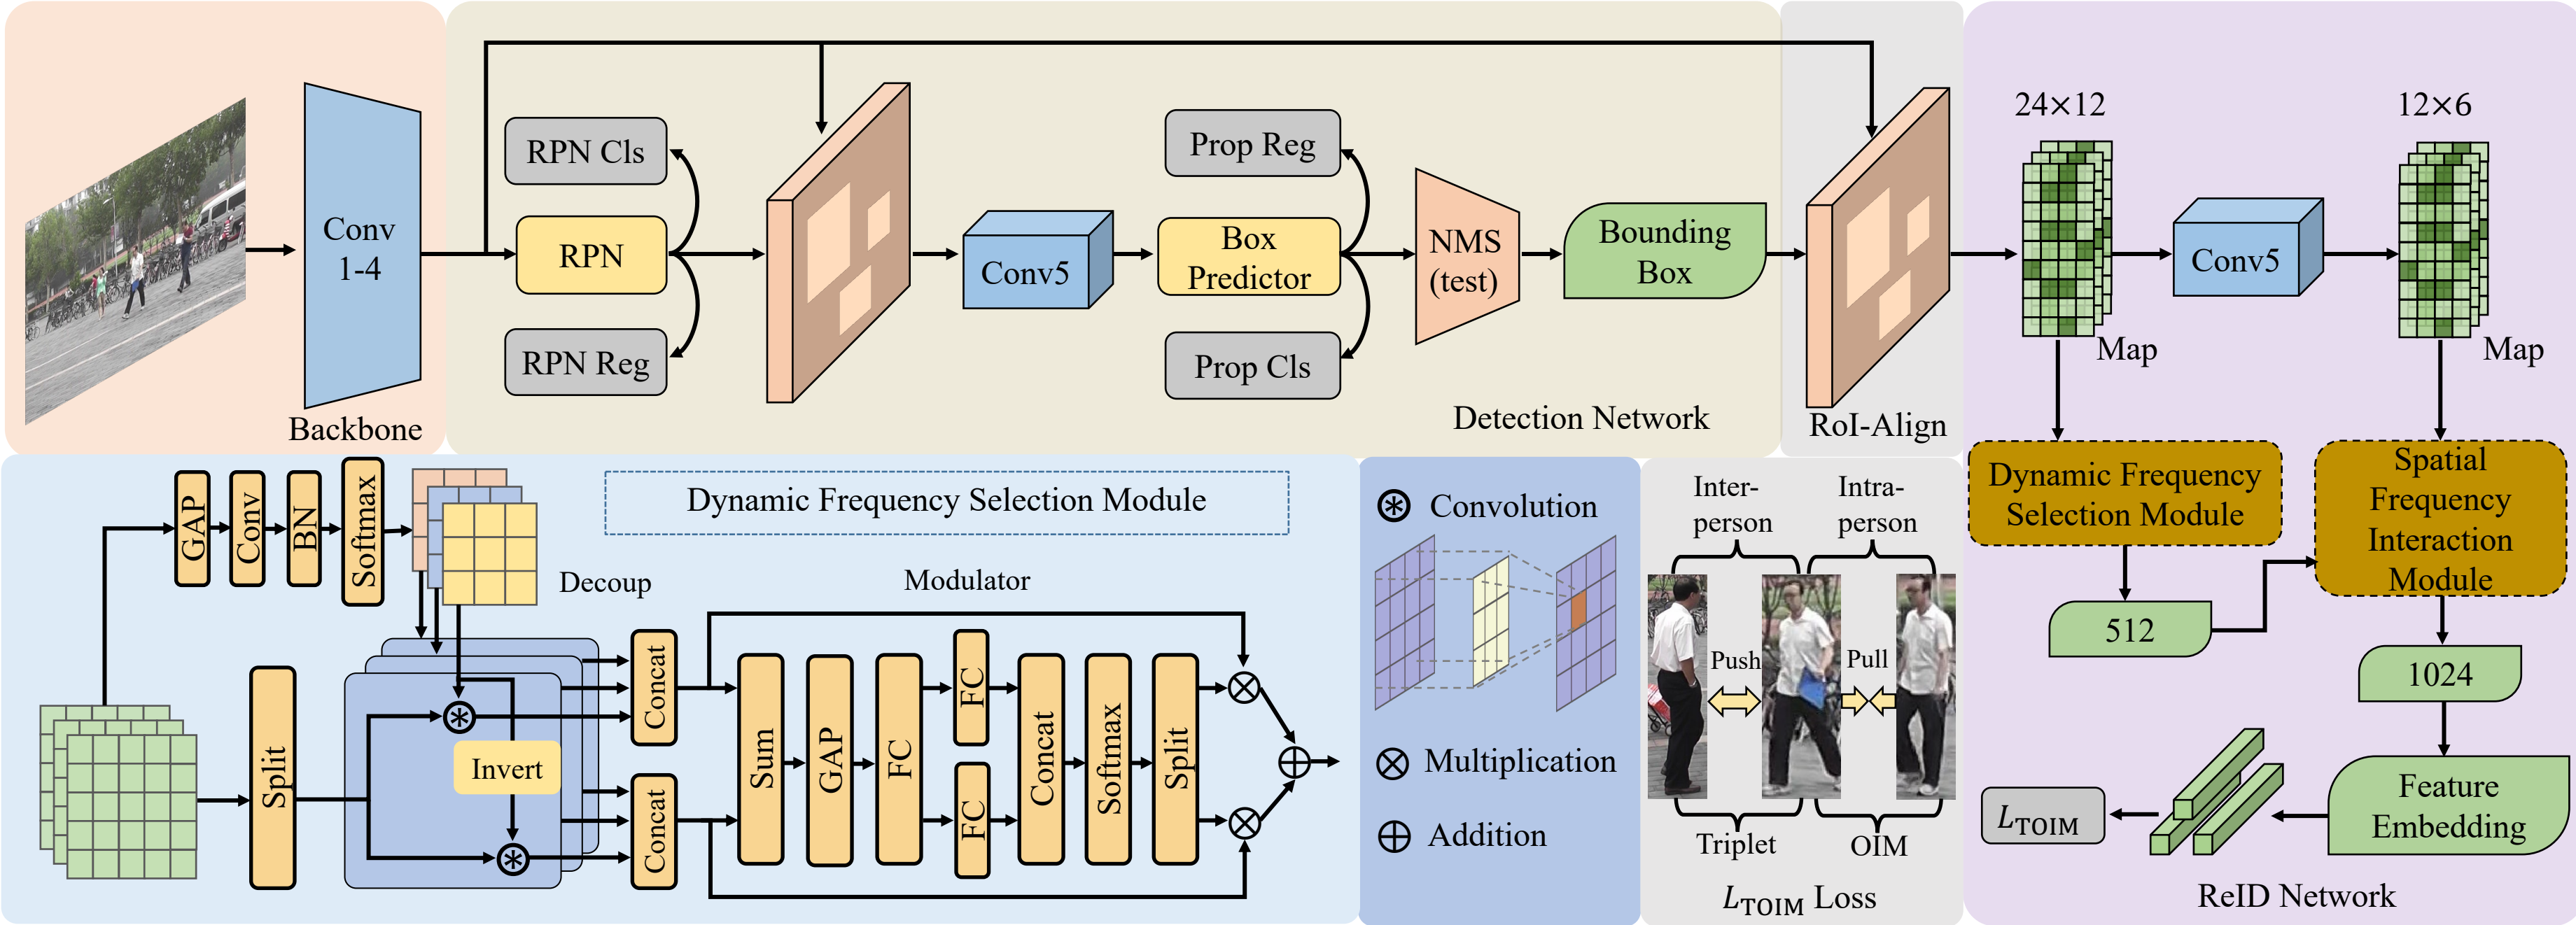 Conv
1-4
Backbone
RPN Cls
RPN
RPN Reg
Conv5
Prop Reg
Box
Predictor
Prop Cls
NMS
(test)
Bounding
Box
Detection Network
RoI-Align
24×12
Map
Conv5
12×6
Map
Dynamic Frequency
Selection Module
Spatial
Frequency
Interaction
Module
512
1024
Feature
Embedding
L_TOIM
ReID Network
GAP
Conv
BN
Softmax
Decoup
Dynamic Frequency Selection Module
Modulator
Split
Invert
Concat
Concat
Sum
GAP
FC
FC
FC
Concat
Softmax
Split
Convolution
Multiplication
Addition
Inter-
person
Intra-
person
Push
Pull
Triplet
OIM
L_TOIM Loss